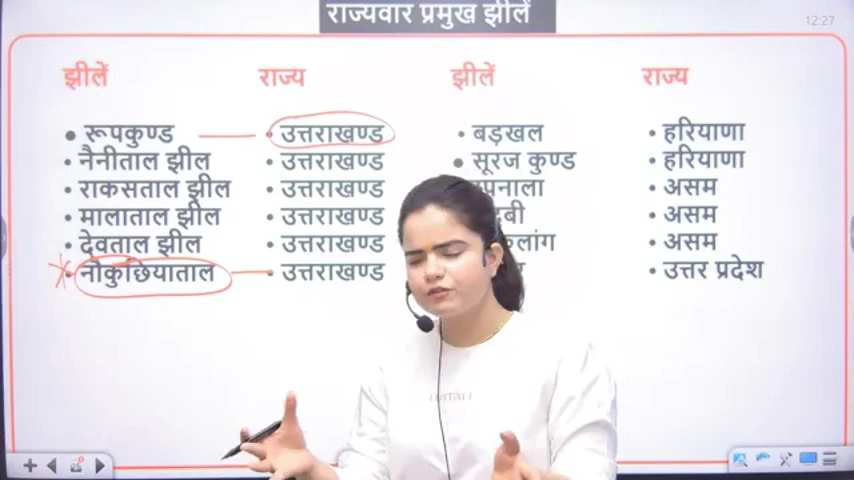 राज्यवार प्रमुख झीलें
12:27
झीलें राज्य झीलें राज्य
• रूपकुण्ड • उत्तराखण्ड • बड़खल • हरियाणा
• नैनीताल झील • उत्तराखण्ड • सूरज कुण्ड • हरियाणा
• राकसताल झील • उत्तराखण्ड • असम
• मालाताल झील • उत्तराखण्ड • असम
• देवताल झील • उत्तराखण्ड • असम
• नौकुछियाताल • उत्तराखण्ड • उत्तर प्रदेश